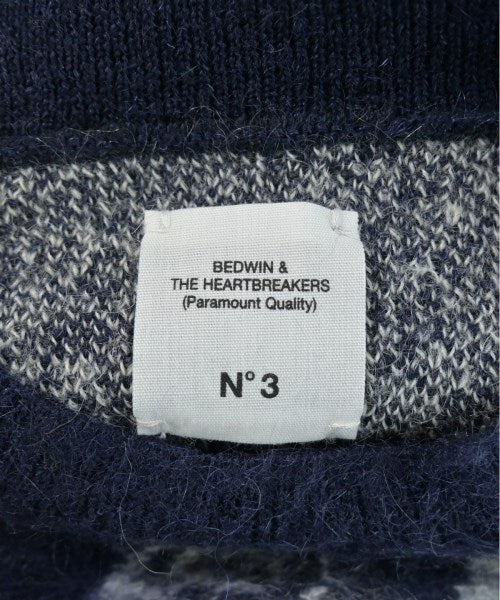 BEDWIN &
THE HEARTBREAKERS
(Paramount Quality)
N° 3